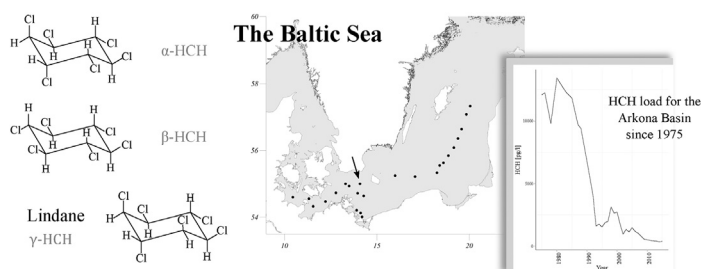 Cl
H
Cl
H
Cl
H
Cl
H
Cl
H
Cl
H
α-HCH
H
Cl
H
Cl
H
Cl
H
Cl
H
Cl
H
β-HCH
Lindane
γ-HCH
H
Cl
H
Cl
H
Cl
H
Cl
H
Cl
H
Cl
The Baltic Sea
60
58
56
54
10
15
20
HCH load for the
Arkona Basin
since 1975
HCH [pg/l]
10000
5000
0
1980
1990
2000
2010
Year